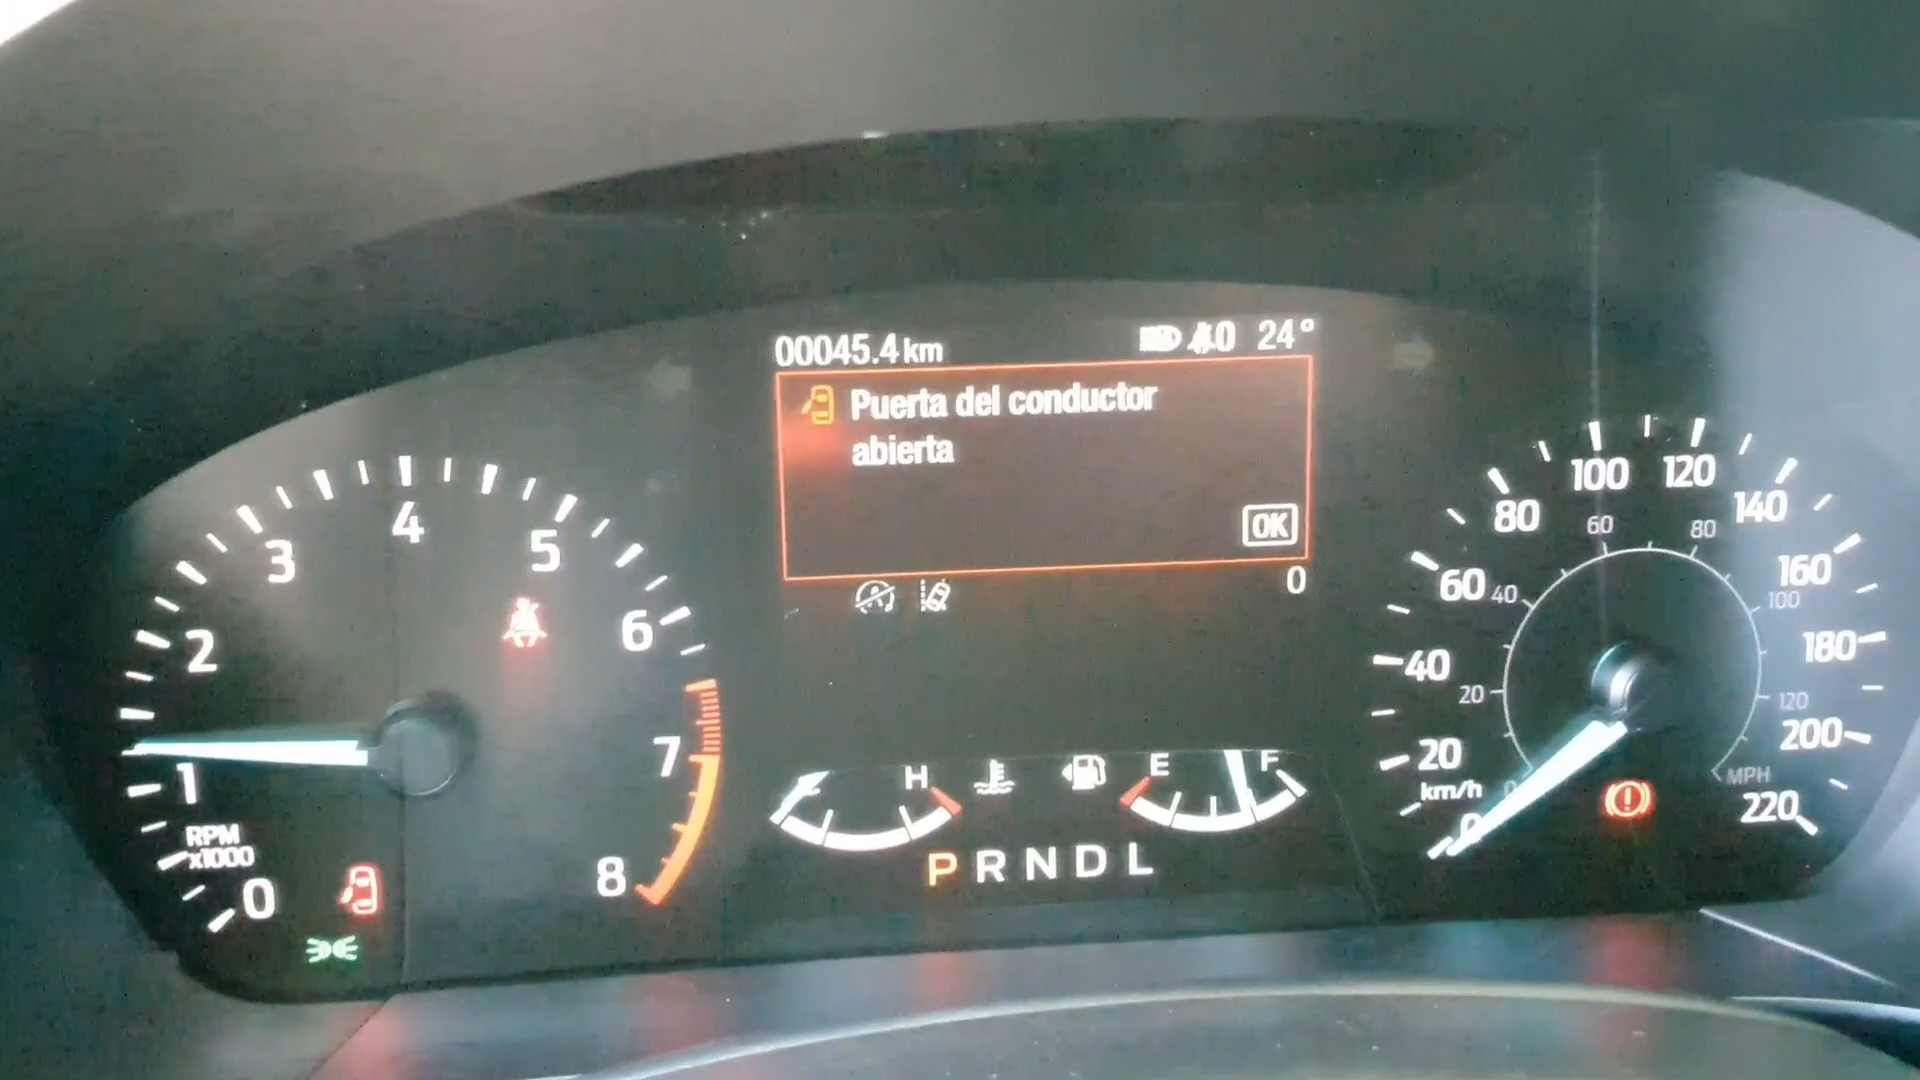 00045.4 km
24°
Puerta del conductor
abierta
OK
0
0
1
2
3
4
5
6
7
8
RPM
x1000
H
E
F
P R N D L
0
20
40
60
80
100
120
140
160
180
200
220
km/h
20
40
60
80
100
120
MPH